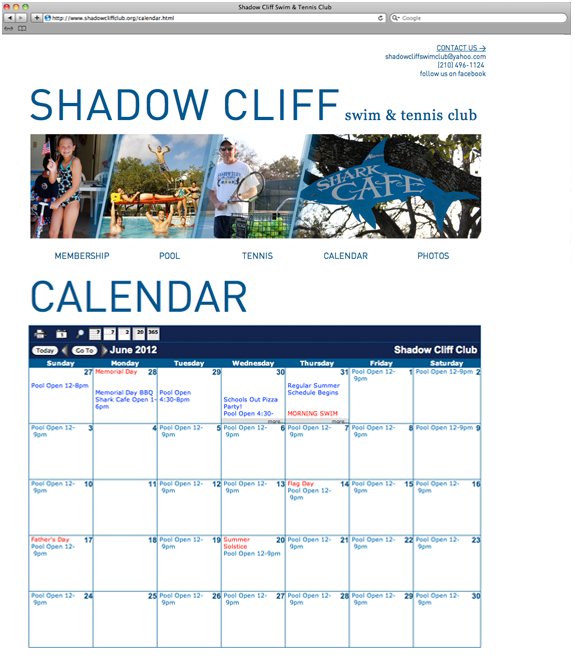 Shadow Cliff Swim & Tennis Club
http://www.shadowcliffclub.org/calendar.html
Google
CONTACT US →
shadowcliffswimclub@yahoo.com
(210) 496-1124
follow us on facebook
SHADOW CLIFF swim & tennis club
SHARK
CAFE
MEMBERSHIP POOL TENNIS CALENDAR PHOTOS
CALENDAR
7 7 2 30 365
Today Go To June 2012 Shadow Cliff Club
Sunday Monday Tuesday Wednesday Thursday Friday Saturday
27 Memorial Day 28 29 30 31 Pool Open 12- 1 Pool Open 12-9pm 2
9pm
Pool Open 12-8pm Regular Summer
Memorial Day BBQ Pool Open Schedule Begins
Shark Cafe Open 1- 4:30-8pm Schools Out Pizza
6pm Party!
Pool Open 4:30- MORNING SWIM
more... more...
Pool Open 12- 3 4 Pool Open 12- 5 Pool Open 12- 6 Pool Open 12- 7 Pool Open 12- 8 Pool Open 12-9pm 9
9pm 9pm 9pm 9pm 9pm
Pool Open 12- 10 11 Pool Open 12- 12 Pool Open 12- 13 Flag Day 14 Pool Open 12- 15 Pool Open 12- 16
9pm 9pm 9pm Pool Open 12- 9pm 9pm
9pm
Father's Day 17 18 Pool Open 12- 19 Summer 20 Pool Open 12- 21 Pool Open 12- 22 Pool Open 12- 23
Pool Open 12- 9pm Solstice 9pm 9pm 9pm
9pm Pool Open 12-9pm
Pool Open 12- 24 25 Pool Open 12- 26 Pool Open 12- 27 Pool Open 12- 28 Pool Open 12- 29 Pool Open 12- 30
9pm 9pm 9pm 9pm 9pm 9pm